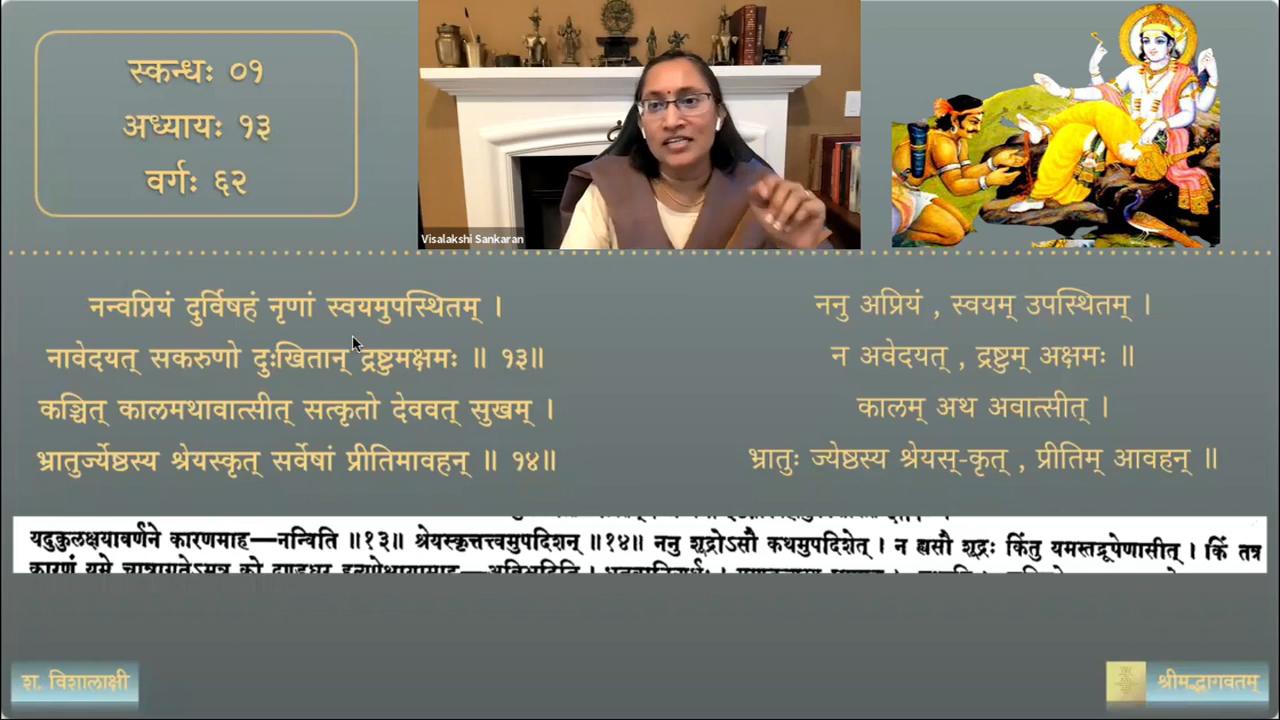 स्कन्धः ०१
अध्यायः १३
वर्गः ६२
Visalakshi Sankaran
नन्वप्रियं दुर्विषहं नृणां स्वयमुपस्थितम् ।
नावेदयत् सकरुणो दुःखितान् द्रष्टुमक्षमः ॥ १३॥
कञ्चित् कालमथावात्सीत् सत्कृतो देववत् सुखम् ।
भ्रातुर्ज्येष्ठस्य श्रेयस्कृत् सर्वेषां प्रीतिमावहन् ॥ १४॥
ननु अप्रियं , स्वयम् उपस्थितम् ।
न अवेदयत् , द्रष्टुम् अक्षमः ॥
कालम् अथ अवात्सीत् ।
भ्रातुः ज्येष्ठस्य श्रेयस्-कृत् , प्रीतिम् आवहन् ॥
यदुकुलक्षयावर्णने कारणमाह—नन्विति ॥१३॥ श्रेयस्कृत्तत्त्वमुपदिशन् ॥१४॥ ननु शूद्रोऽसौ कथमुपदिशेत् । न ह्यसौ शूद्रः किंतु यमस्तद्रूपेणासीत् । किं तत्र
श. विशालाक्षी
श्रीमद्भागवतम्